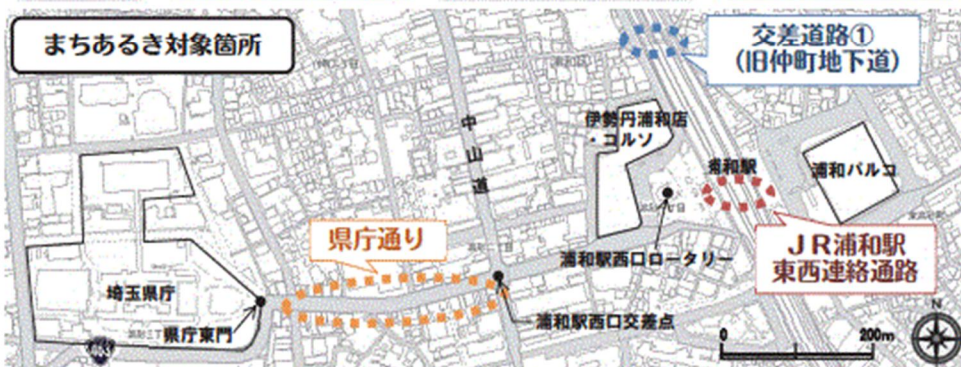 まちあるき対象箇所
交差道路①
(旧仲町地下道)
伊勢丹浦和店
・コルソ
中山道
浦和駅
浦和パルコ
県庁通り
浦和駅西口ロータリー
JR浦和駅
東西連絡通路
埼玉県庁
県庁東門
浦和駅西口交差点
0
200m
N